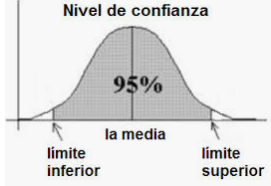 Nivel de confianza
95%
la media
límite límite
inferior superior